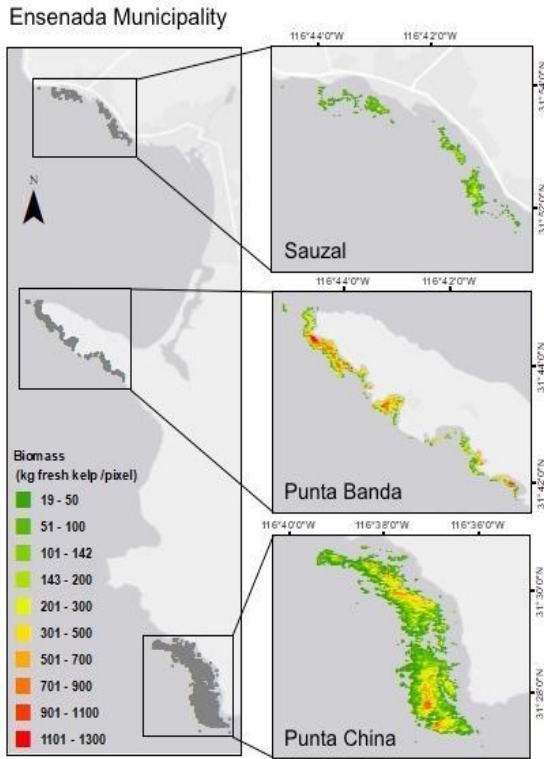 Ensenada Municipality
116°44'0"W 116°42'0"W
31°54'0"N
31°52'0"N
N
Sauzal
116°44'0"W 116°42'0"W
31°44'0"N
31°42'0"N
Punta Banda
Biomass
(kg fresh kelp /pixel)
19 - 50
51 - 100
101 - 142
143 - 200
201 - 300
301 - 500
501 - 700
701 - 900
901 - 1100
1101 - 1300
116°40'0"W 116°38'0"W 116°36'0"W
31°30'0"N
31°28'0"N
Punta China